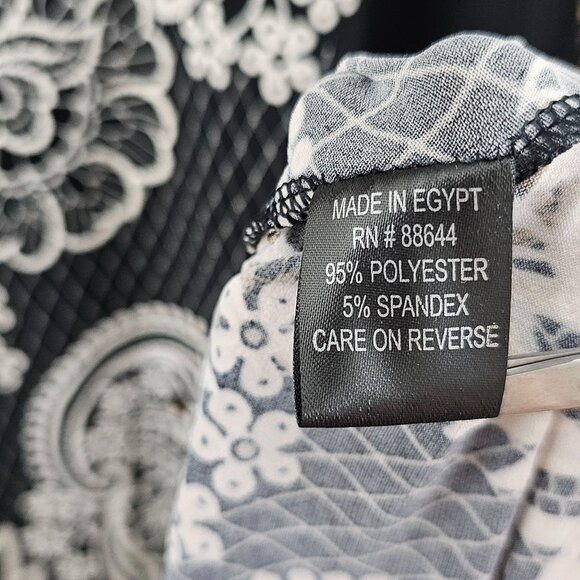 MADE IN EGYPT
RN # 88644
95% POLYESTER
5% SPANDEX
CARE ON REVERSE